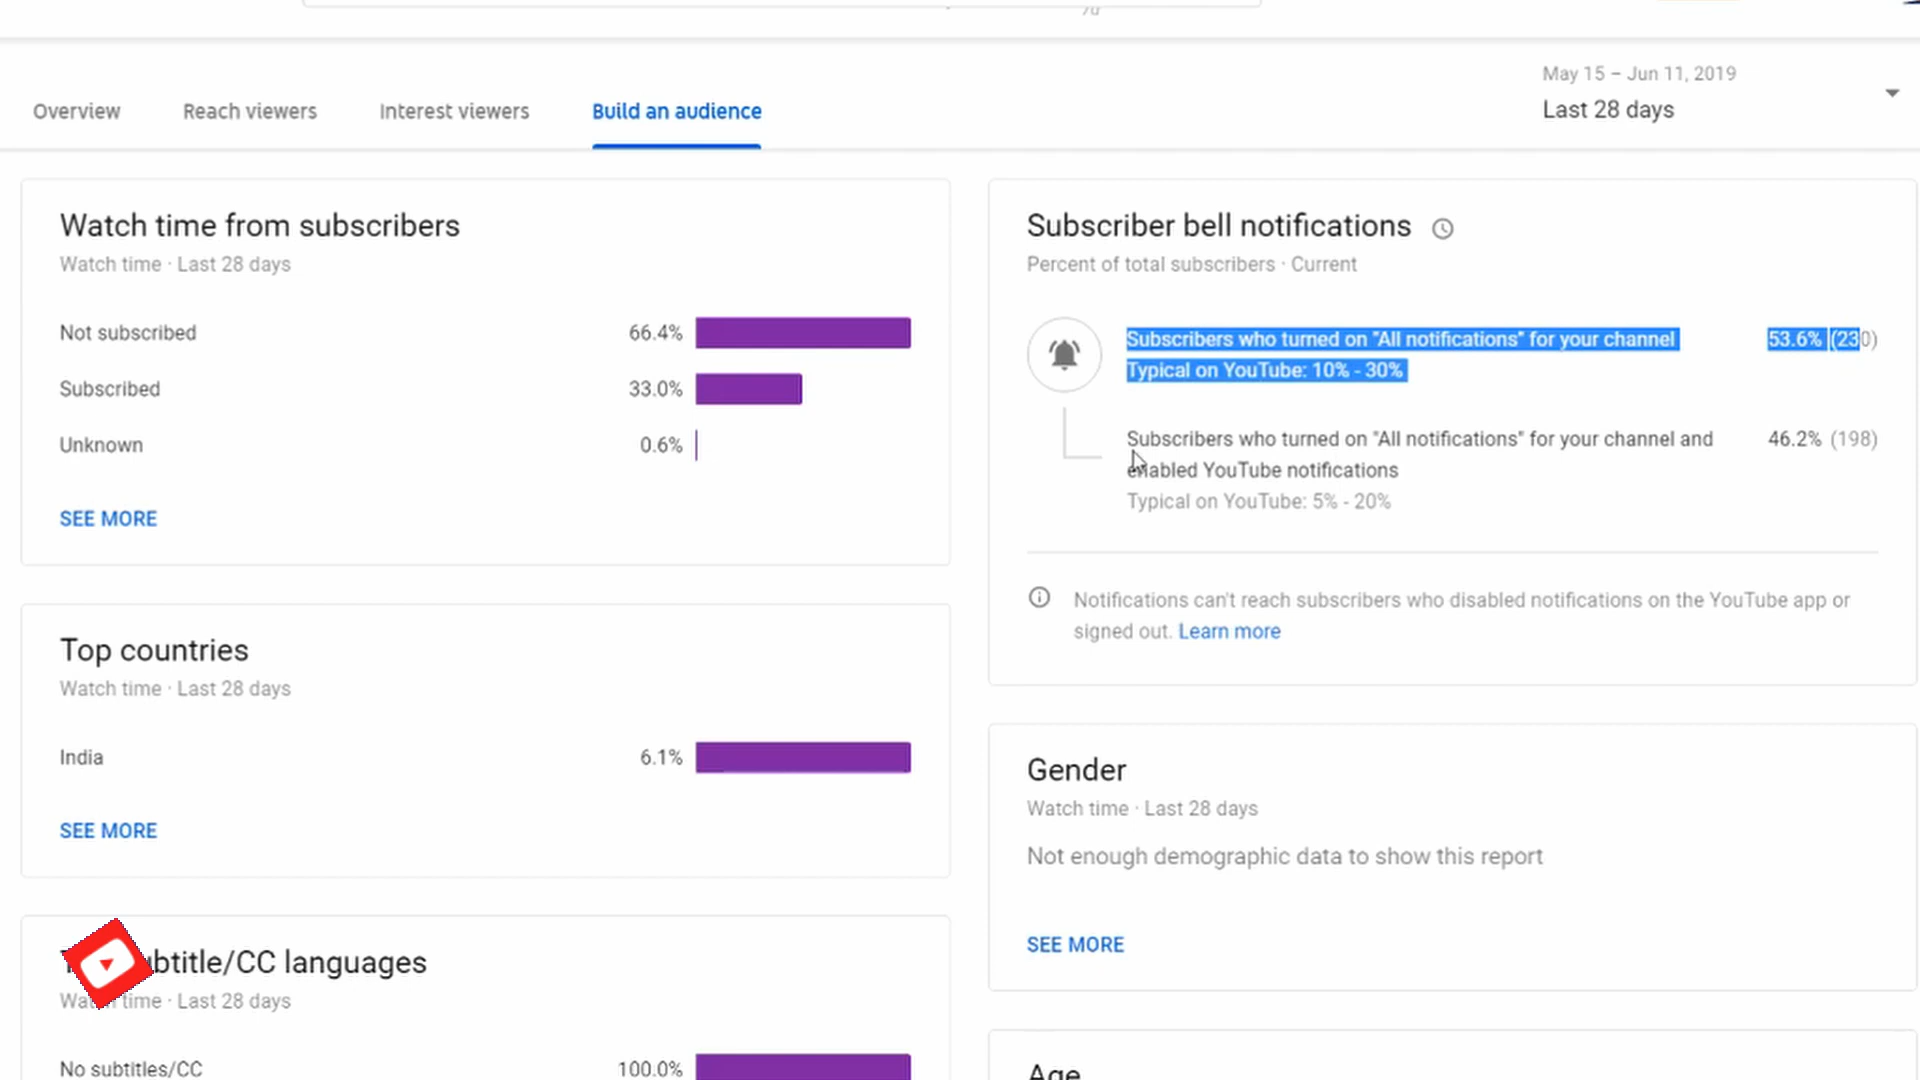 May 15 – Jun 11, 2019
Last 28 days
Overview
Reach viewers
Interest viewers
Build an audience
Watch time from subscribers
Watch time · Last 28 days
Not subscribed 66.4%
Subscribed 33.0%
Unknown 0.6%
SEE MORE
Top countries
Watch time · Last 28 days
India 6.1%
SEE MORE
btitle/CC languages
Watch time · Last 28 days
No subtitles/CC 100.0%
Subscriber bell notifications
Percent of total subscribers · Current
Subscribers who turned on "All notifications" for your channel 53.6% (230)
Typical on YouTube: 10% - 30%
Subscribers who turned on "All notifications" for your channel and 46.2% (198)
enabled YouTube notifications
Typical on YouTube: 5% - 20%
Notifications can't reach subscribers who disabled notifications on the YouTube app or
signed out. Learn more
Gender
Watch time · Last 28 days
Not enough demographic data to show this report
SEE MORE
Age